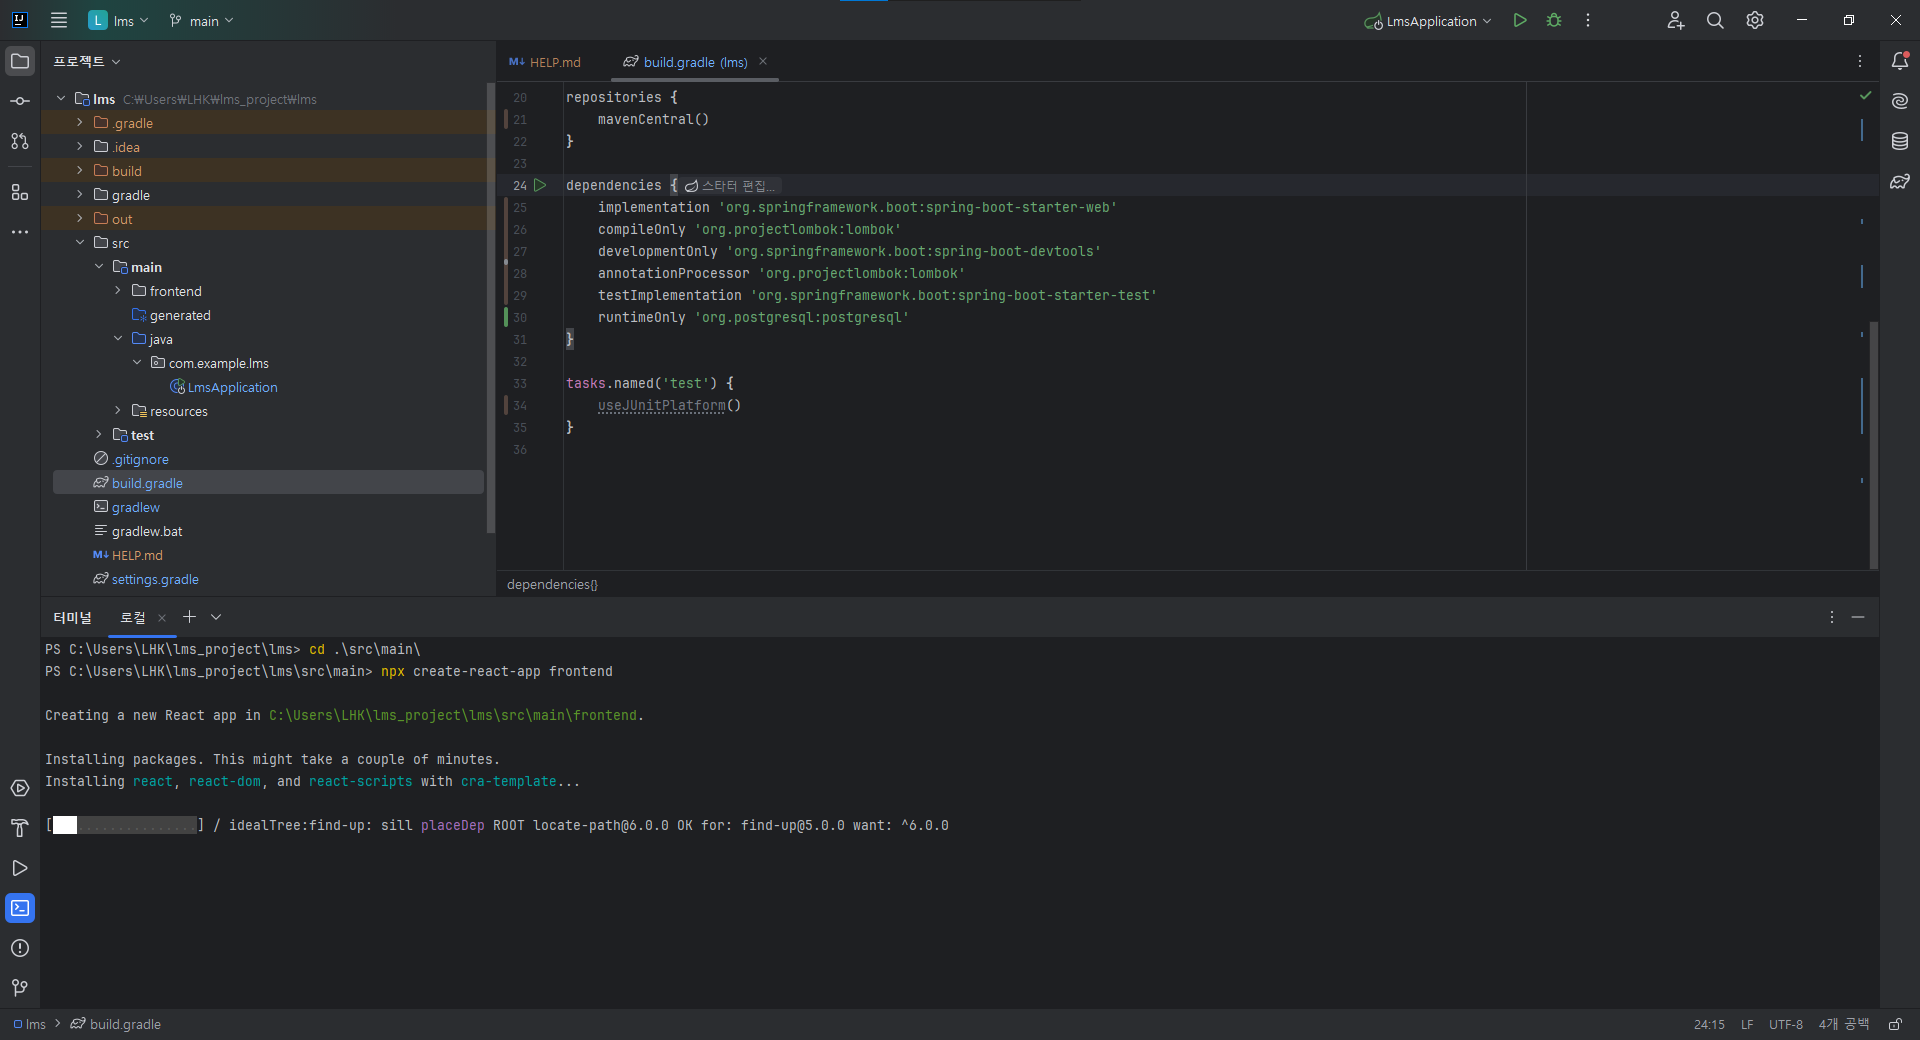 L lms main LmsApplication
프로젝트
lms C:₩Users₩LHK₩lms_project₩lms
.gradle
.idea
build
gradle
out
src
main
frontend
generated
java
com.example.lms
LmsApplication
resources
test
.gitignore
build.gradle
gradlew
gradlew.bat
M↓ HELP.md
settings.gradle
M↓ HELP.md build.gradle (lms)
20 repositories {
21 mavenCentral()
22 }
23
24 dependencies { 스타터 편집...
25 implementation 'org.springframework.boot:spring-boot-starter-web'
26 compileOnly 'org.projectlombok:lombok'
27 developmentOnly 'org.springframework.boot:spring-boot-devtools'
28 annotationProcessor 'org.projectlombok:lombok'
29 testImplementation 'org.springframework.boot:spring-boot-starter-test'
30 runtimeOnly 'org.postgresql:postgresql'
31 }
32
33 tasks.named('test') {
34 useJUnitPlatform()
35 }
36
dependencies{}
터미널 로컬
PS C:\Users\LHK\lms_project\lms> cd .\src\main\
PS C:\Users\LHK\lms_project\lms\src\main> npx create-react-app frontend
Creating a new React app in C:\Users\LHK\lms_project\lms\src\main\frontend.
Installing packages. This might take a couple of minutes.
Installing react, react-dom, and react-scripts with cra-template...
[ ...............] / idealTree:find-up: sill placeDep ROOT locate-path@6.0.0 OK for: find-up@5.0.0 want: ^6.0.0
lms > build.gradle
24:15 LF UTF-8 4개 공백